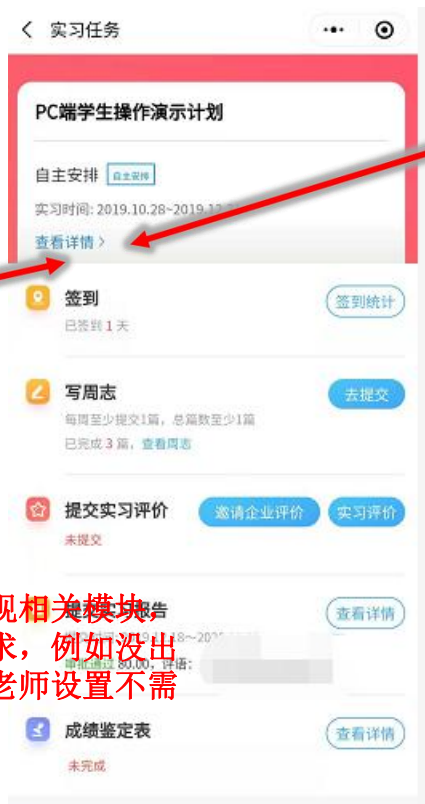 实习任务
PC端学生操作演示计划
自主安排 自主安排
实习时间: 2019.10.28~2019.12.2
查看详情 >
签到
签到统计
已签到 1 天
写周志
去提交
每周至少提交1篇，总篇数至少1篇
已完成 3 篇，查看周志
提交实习评价
邀请企业评价
实习评价
未提交
现相关模块，
提交实习报告
查看详情
求，例如没出
审批通过 80.00，评语：
老师设置不需
成绩鉴定表
查看详情
未完成